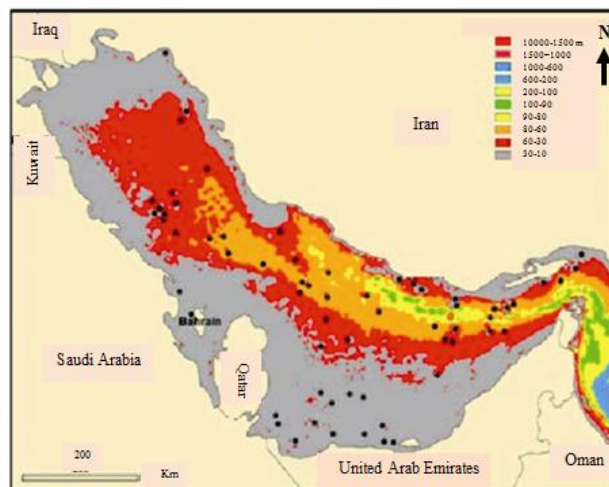 Iraq
10000-1500 m
1500-1000
1000-600
600-200
200-100
100-90
90-80
80-60
60-30
30-10
N
Iran
Kuwait
Bahrain
Saudi Arabia
Qatar
200
Km
United Arab Emirates
Oman